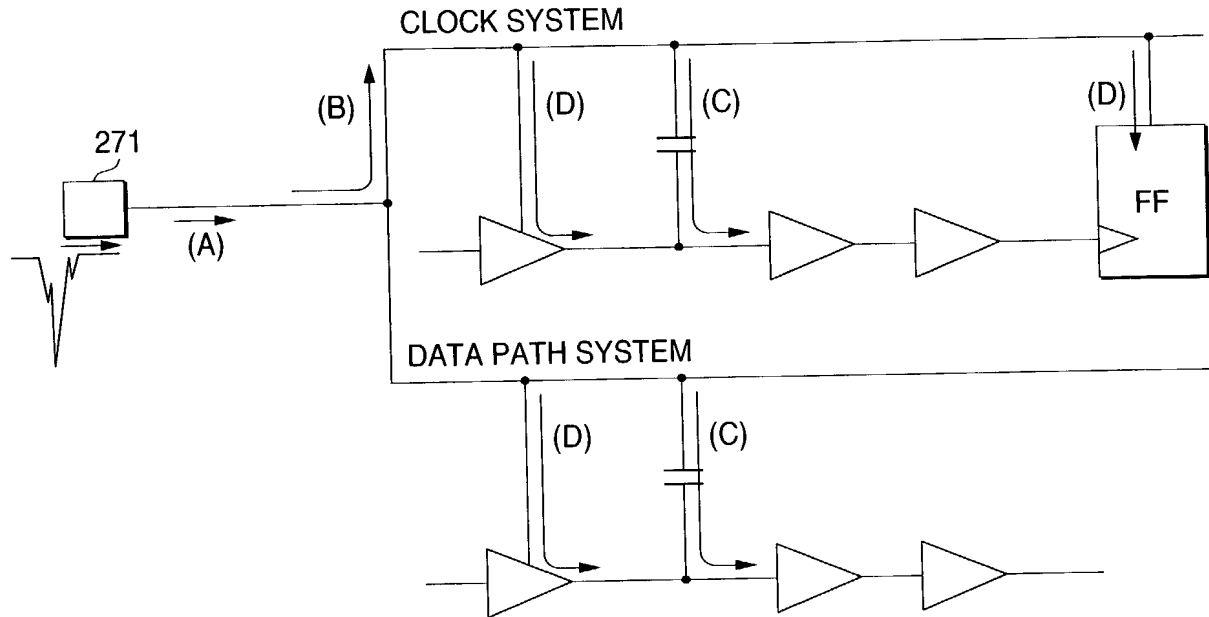 CLOCK SYSTEM
(B)
(D)
(C)
(D)
271
FF
(A)
DATA PATH SYSTEM
(D)
(C)